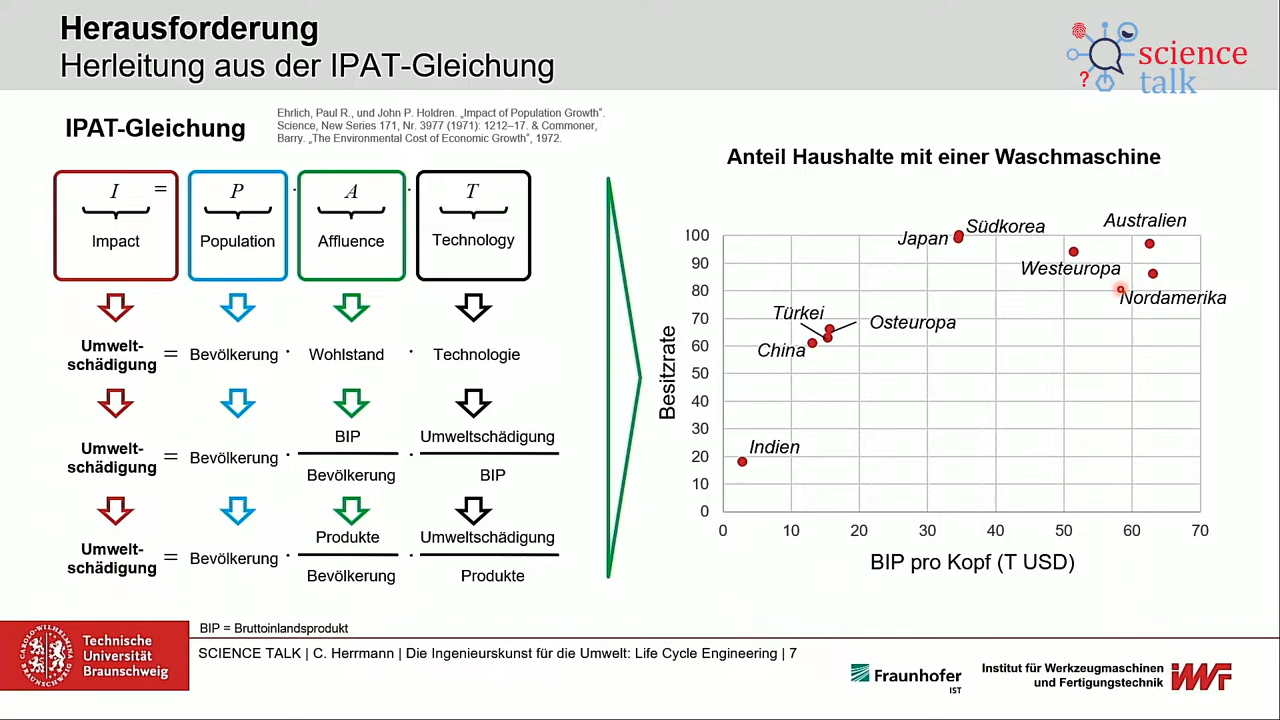 Herausforderung
Herleitung aus der IPAT-Gleichung
science
talk
?
IPAT-Gleichung
Ehrlich, Paul R., und John P. Holdren. „Impact of Population Growth“.
Science, New Series 171, Nr. 3977 (1971): 1212–17. & Commoner,
Barry. „The Environmental Cost of Economic Growth“, 1972.
I = P · A · T
Impact Population Affluence Technology
Umwelt-
schädigung = Bevölkerung · Wohlstand · Technologie
BIP Umweltschädigung
Umwelt-
schädigung = Bevölkerung · ·
Bevölkerung BIP
Produkte Umweltschädigung
Umwelt-
schädigung = Bevölkerung · ·
Bevölkerung Produkte
Anteil Haushalte mit einer Waschmaschine
Besitzrate
100
90
80
70
60
50
40
30
20
10
0
Australien
Südkorea
Japan
Westeuropa
Nordamerika
Türkei
Osteuropa
China
Indien
0 10 20 30 40 50 60 70
BIP pro Kopf (T USD)
BIP = Bruttoinlandsprodukt
SCIENCE TALK | C. Herrmann | Die Ingenieurskunst für die Umwelt: Life Cycle Engineering | 7
Technische
Universität
Braunschweig
Fraunhofer
IST
Institut für Werkzeugmaschinen
und Fertigungstechnik
IWF